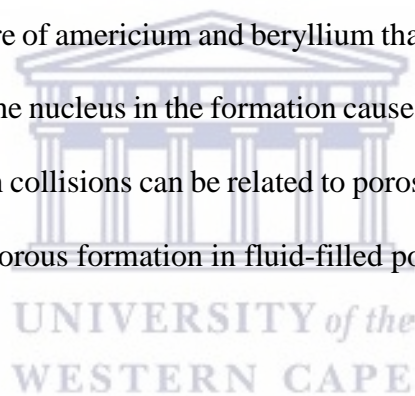 re of americium and beryllium tha
ne nucleus in the formation cause
n collisions can be related to poros
orous formation in fluid-filled po
UNIVERSITY of the
WESTERN CAPE